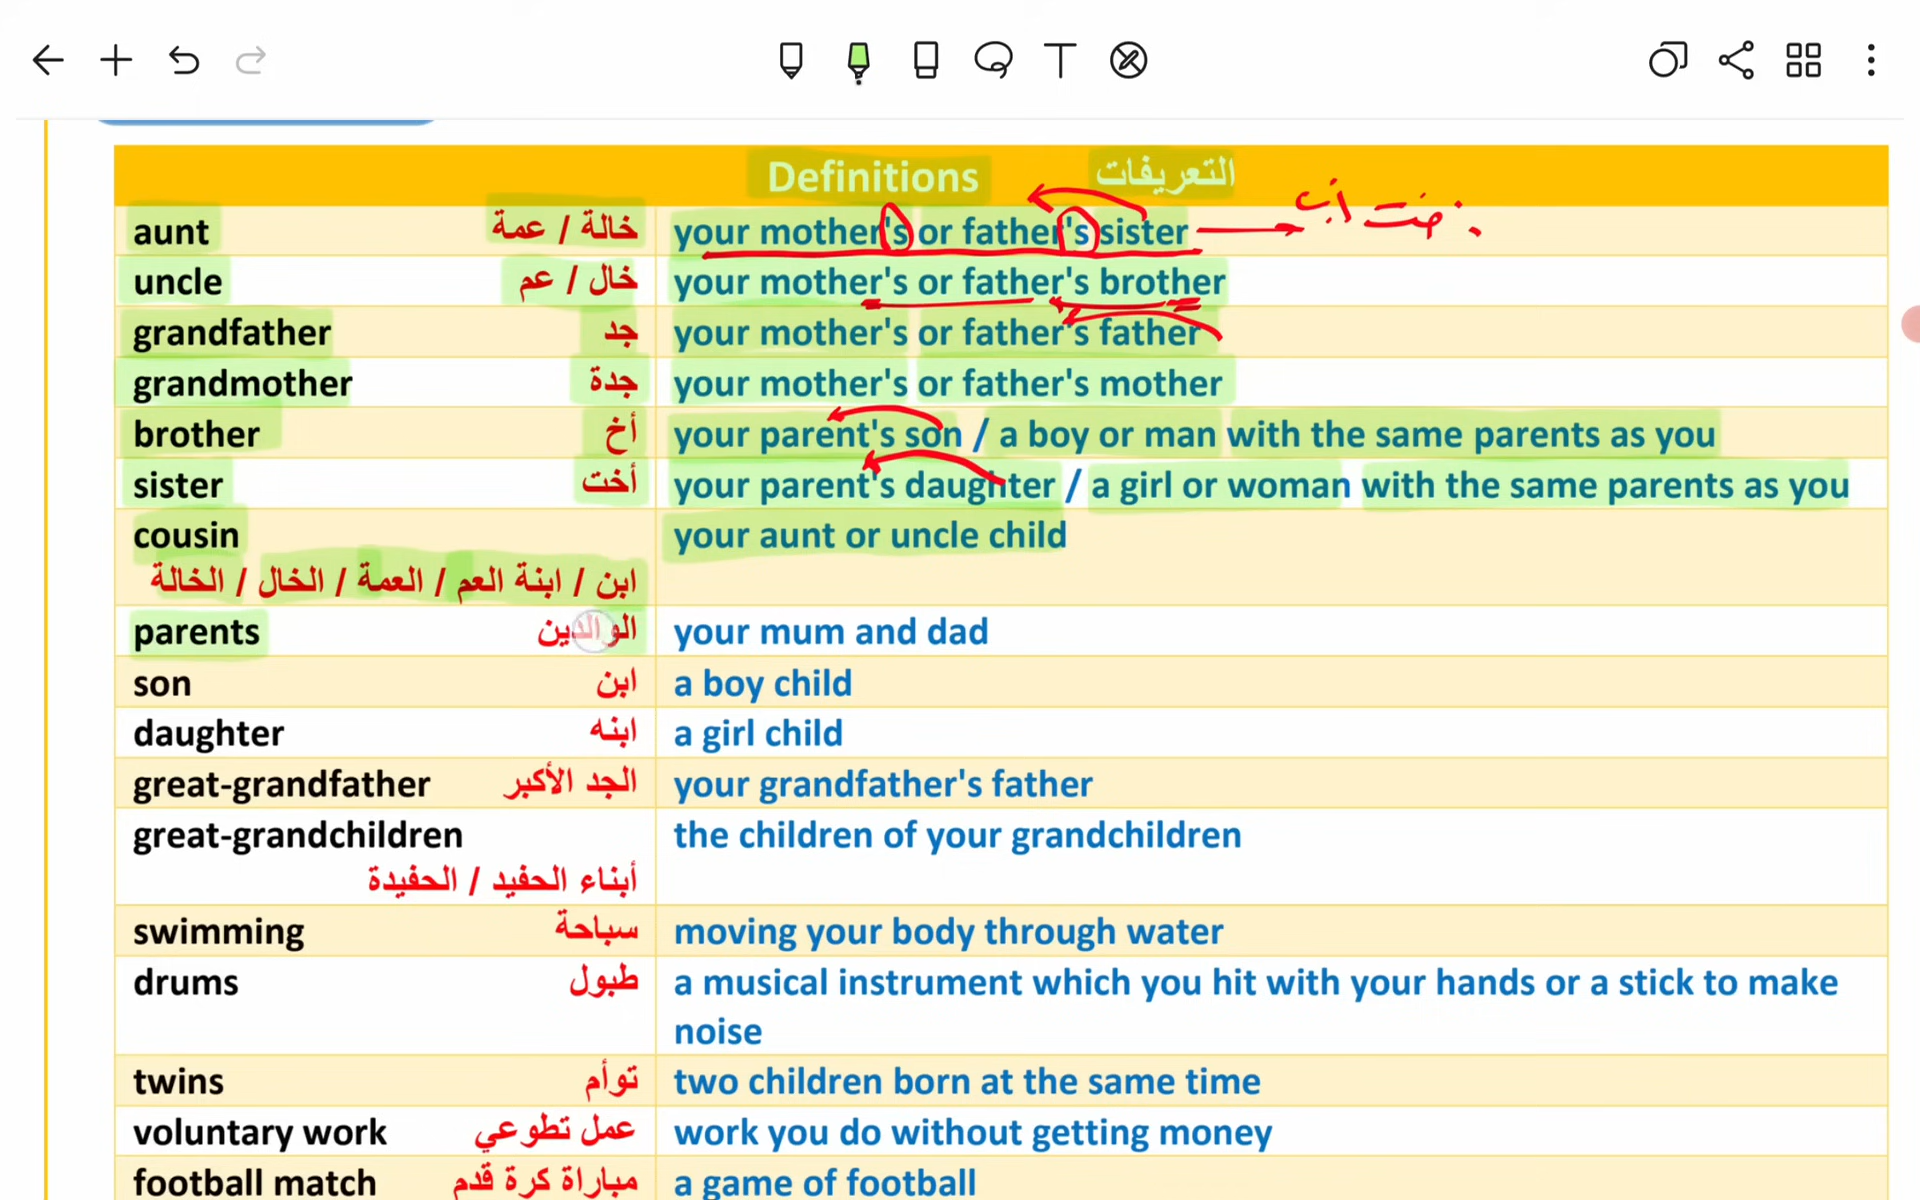 Definitions التعريفات
aunt خالة / عمة your mother's or father's sister
uncle خال / عم your mother's or father's brother
grandfather جد your mother's or father's father
grandmother جدة your mother's or father's mother
brother أخ your parent's son / a boy or man with the same parents as you
sister أخت your parent's daughter / a girl or woman with the same parents as you
cousin your aunt or uncle child
ابن / ابنة العم / العمة / الخال / الخالة
parents الوالدين your mum and dad
son ابن a boy child
daughter ابنه a girl child
great-grandfather الجد الأكبر your grandfather's father
great-grandchildren the children of your grandchildren
أبناء الحفيد / الحفيدة
swimming سباحة moving your body through water
drums طبول a musical instrument which you hit with your hands or a stick to make
noise
twins توأم two children born at the same time
voluntary work عمل تطوعي work you do without getting money
football match مباراة كرة قدم a game of football